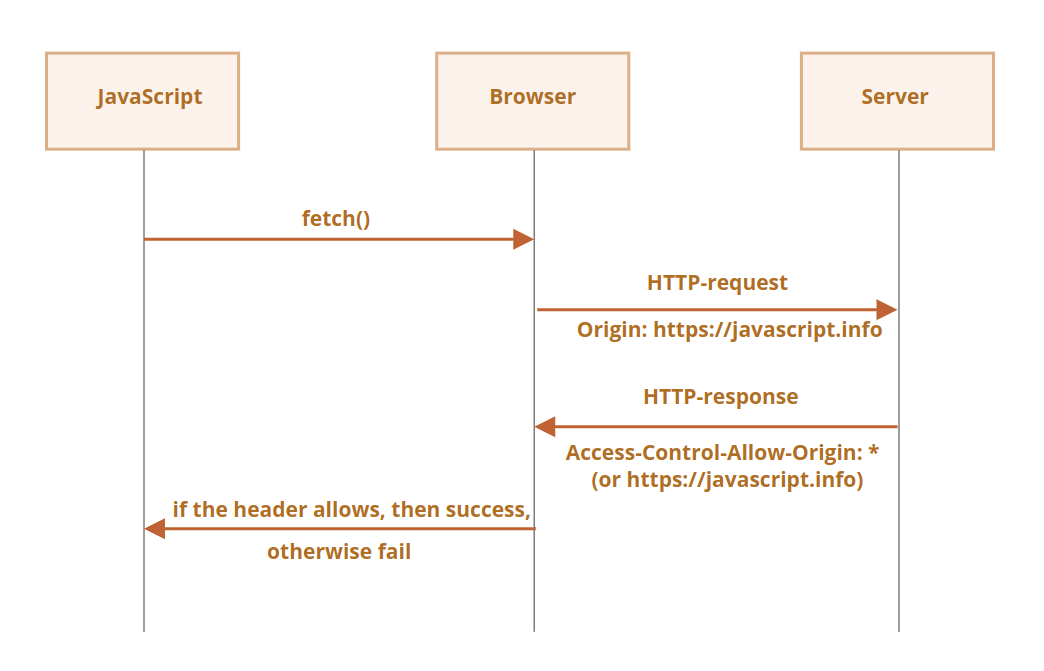 JavaScript
Browser
Server
fetch()
HTTP-request
Origin: https://javascript.info
HTTP-response
Access-Control-Allow-Origin: *
(or https://javascript.info)
if the header allows, then success,
otherwise fail